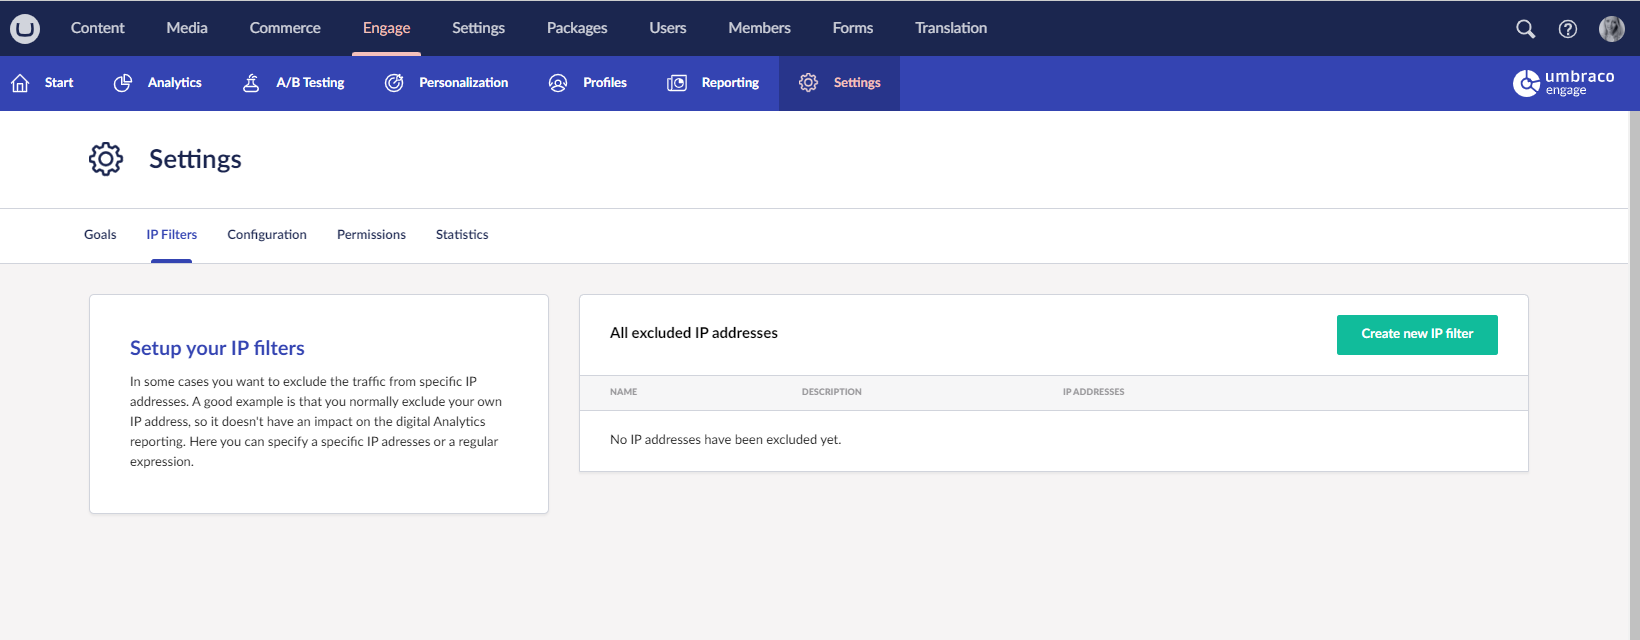 Content Media Commerce Engage Settings Packages Users Members Forms Translation
Start Analytics A/B Testing Personalization Profiles Reporting Settings
umbraco
engage
Settings
Goals IP Filters Configuration Permissions Statistics
Setup your IP filters
In some cases you want to exclude the traffic from specific IP
addresses. A good example is that you normally exclude your own
IP address, so it doesn't have an impact on the digital Analytics
reporting. Here you can specify a specific IP adresses or a regular
expression.
All excluded IP addresses
Create new IP filter
NAME DESCRIPTION IP ADDRESSES
No IP addresses have been excluded yet.